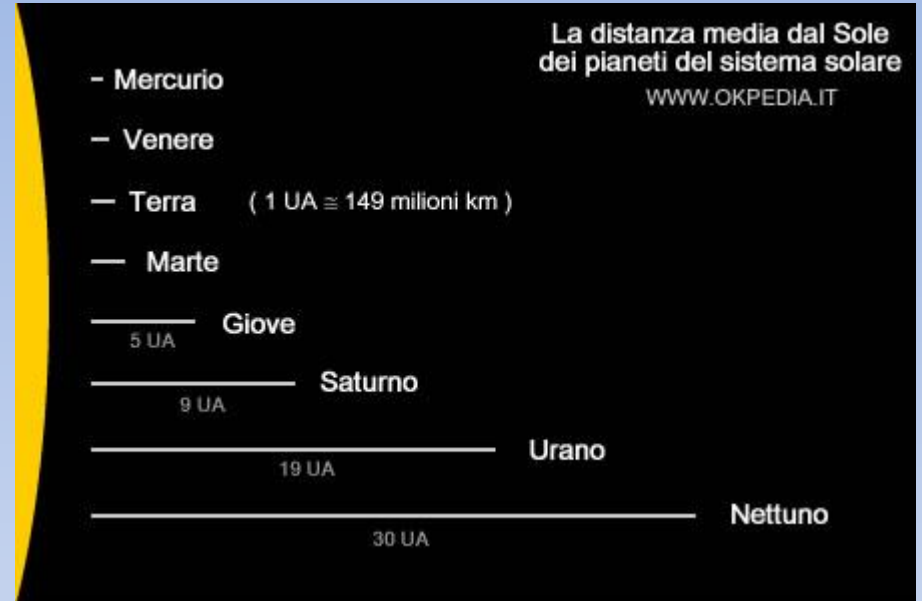 La distanza media dal Sole
dei pianeti del sistema solare
WWW.OKPEDIA.IT
Mercurio
Venere
Terra ( 1 UA ≅ 149 milioni km )
Marte
Giove
5 UA
Saturno
9 UA
Urano
19 UA
Nettuno
30 UA